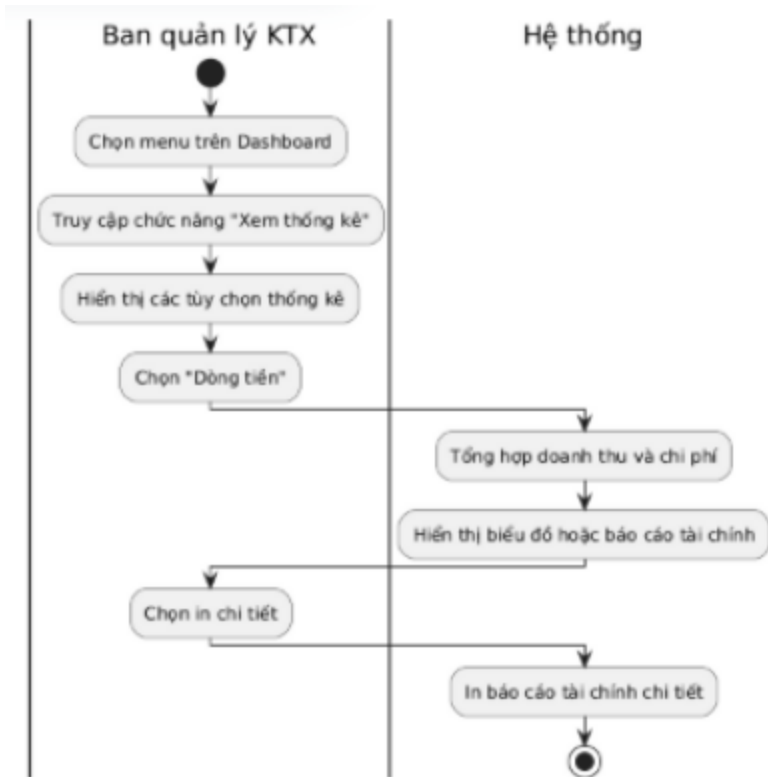 Ban quản lý KTX
Hệ thống
Chọn menu trên Dashboard
Truy cập chức năng "Xem thống kê"
Hiển thị các tùy chọn thống kê
Chọn "Dòng tiền"
Tổng hợp doanh thu và chi phí
Hiển thị biểu đồ hoặc báo cáo tài chính
Chọn in chi tiết
In báo cáo tài chính chi tiết